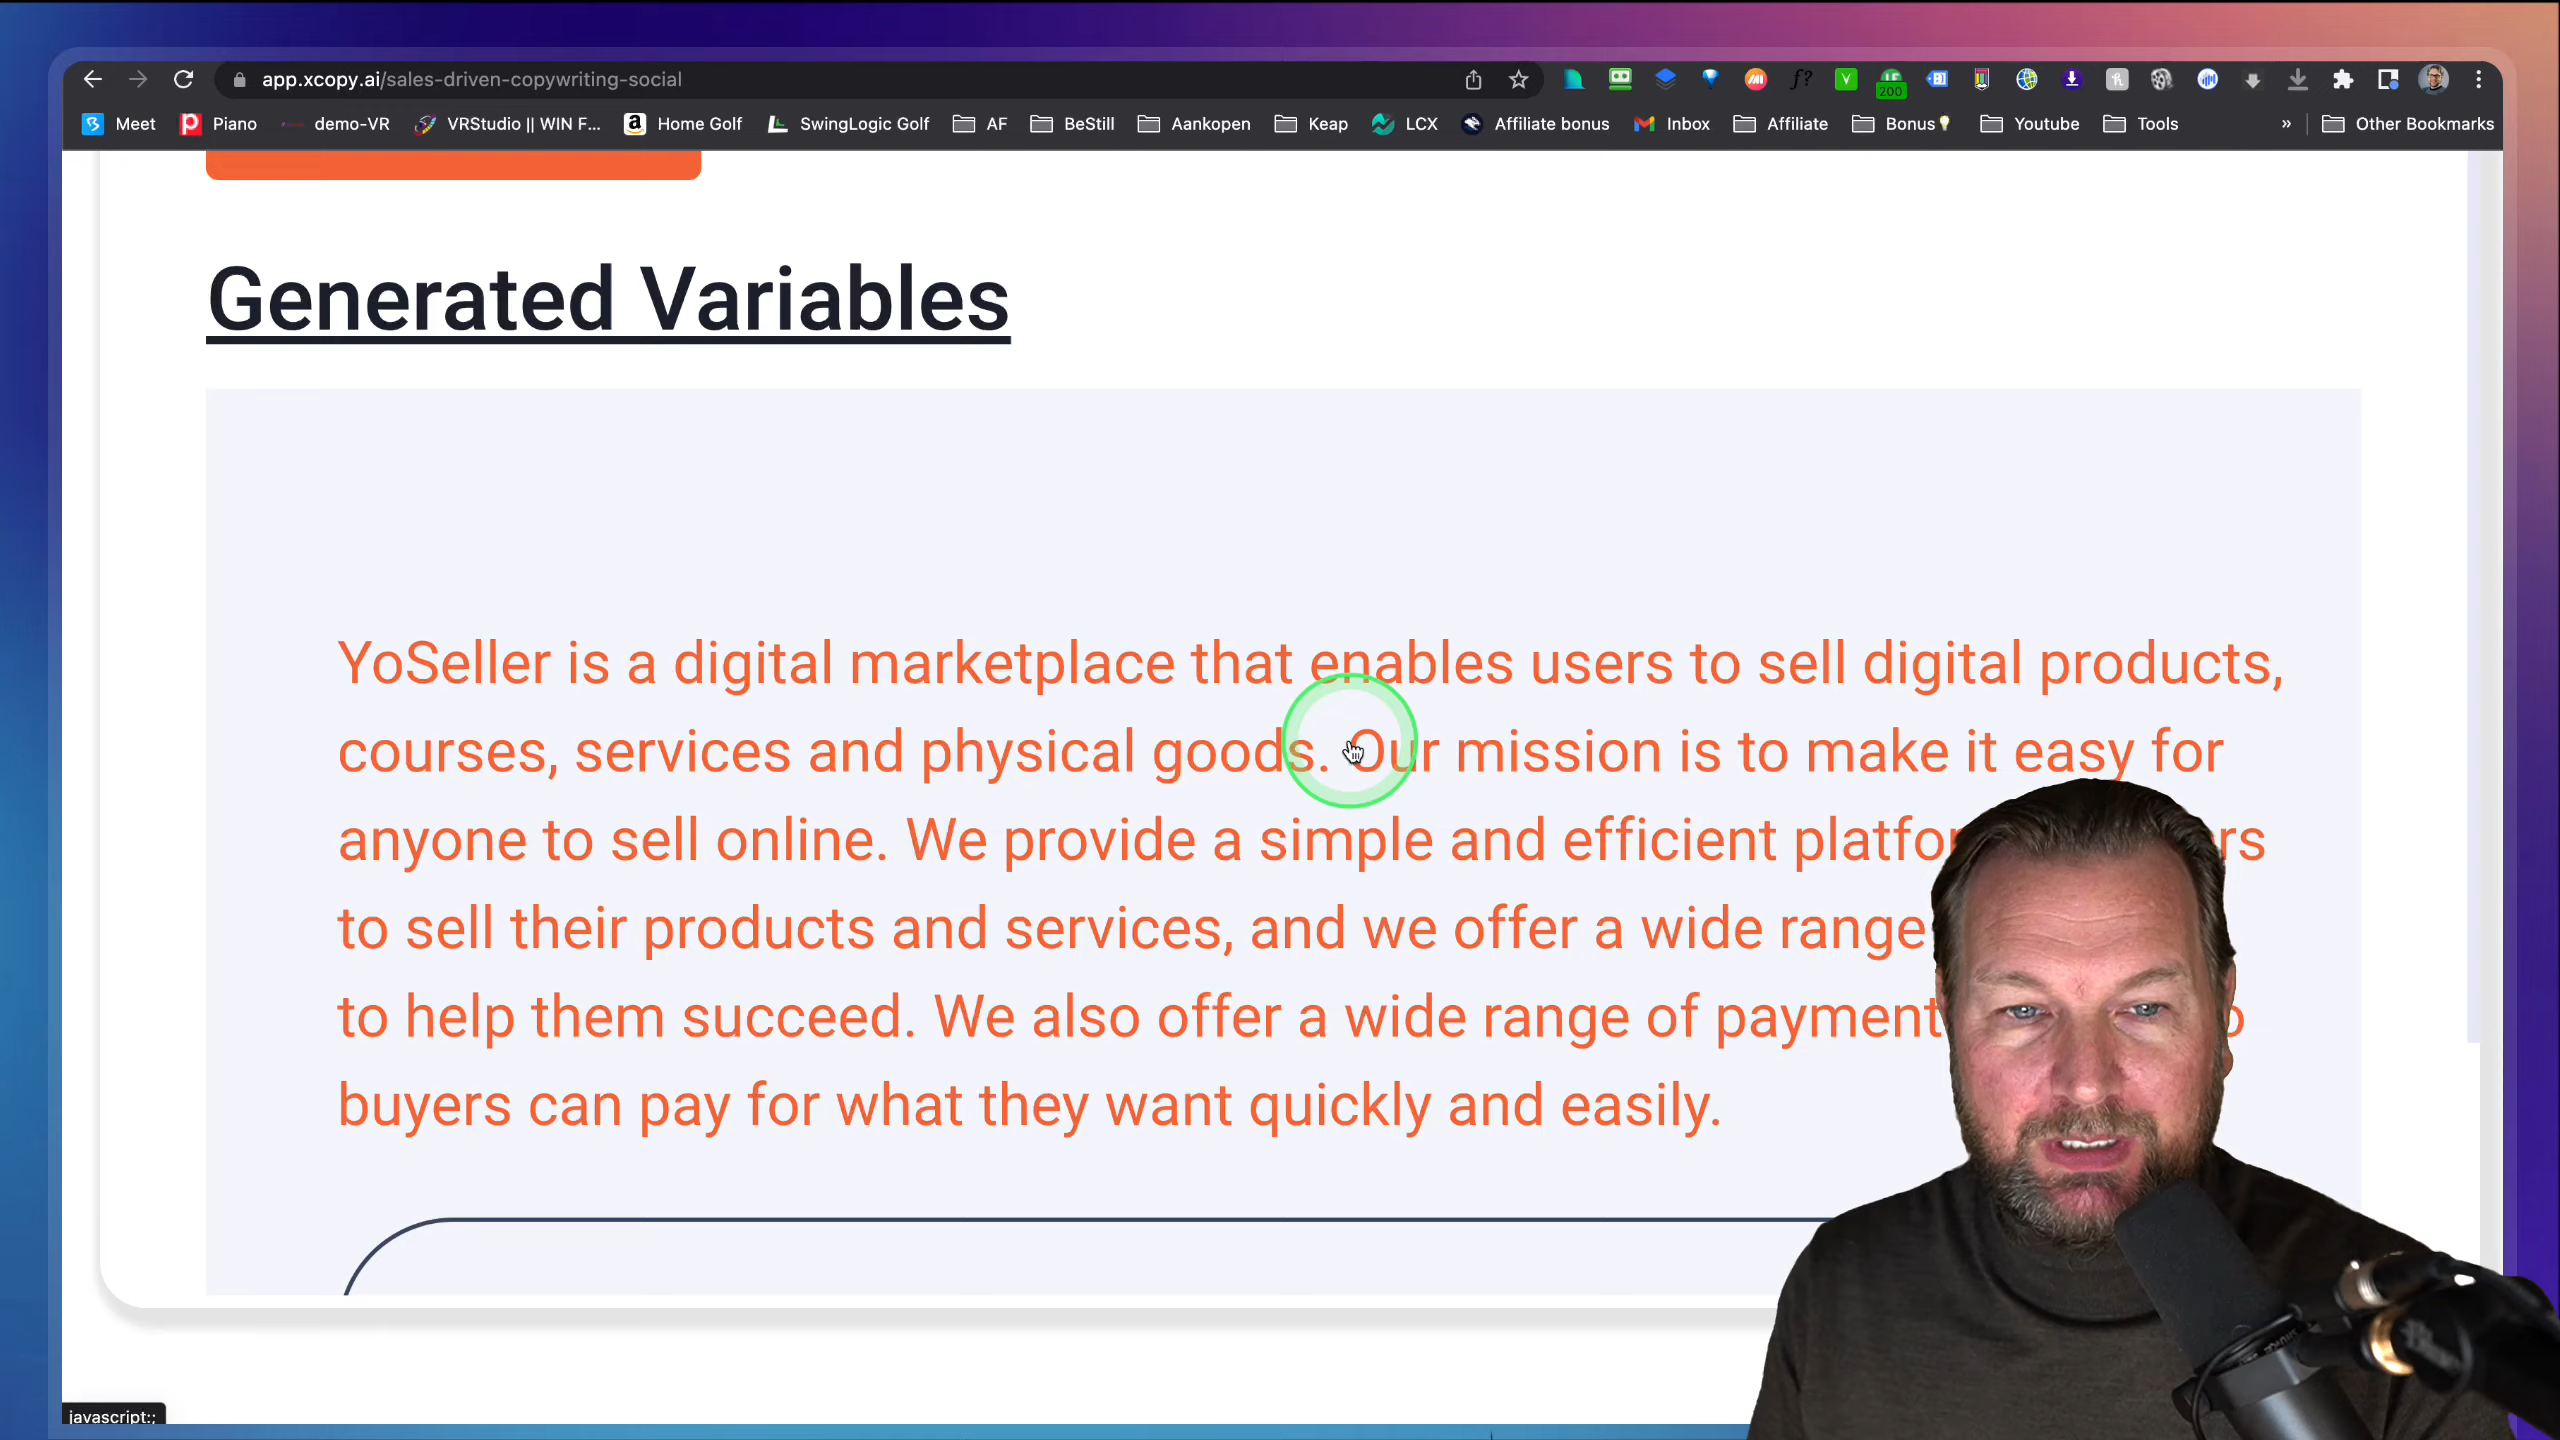 app.xcopy.ai/sales-driven-copywriting-social
200
Meet Piano demo-VR VRStudio || WIN F... Home Golf SwingLogic Golf AF BeStill Aankopen Keap LCX Affiliate bonus Inbox Affiliate Bonus Youtube Tools » Other Bookmarks
Generated Variables
YoSeller is a digital marketplace that enables users to sell digital products,
courses, services and physical goods. Our mission is to make it easy for
anyone to sell online. We provide a simple and efficient platfor rs
to sell their products and services, and we offer a wide range
to help them succeed. We also offer a wide range of payment
buyers can pay for what they want quickly and easily.
javascript:;